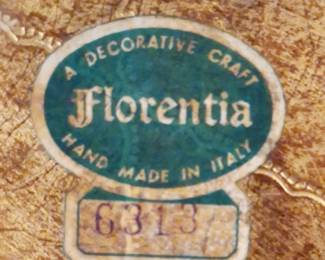 A DECORATIVE CRAFT
Florentia
HAND MADE IN ITALY
6313